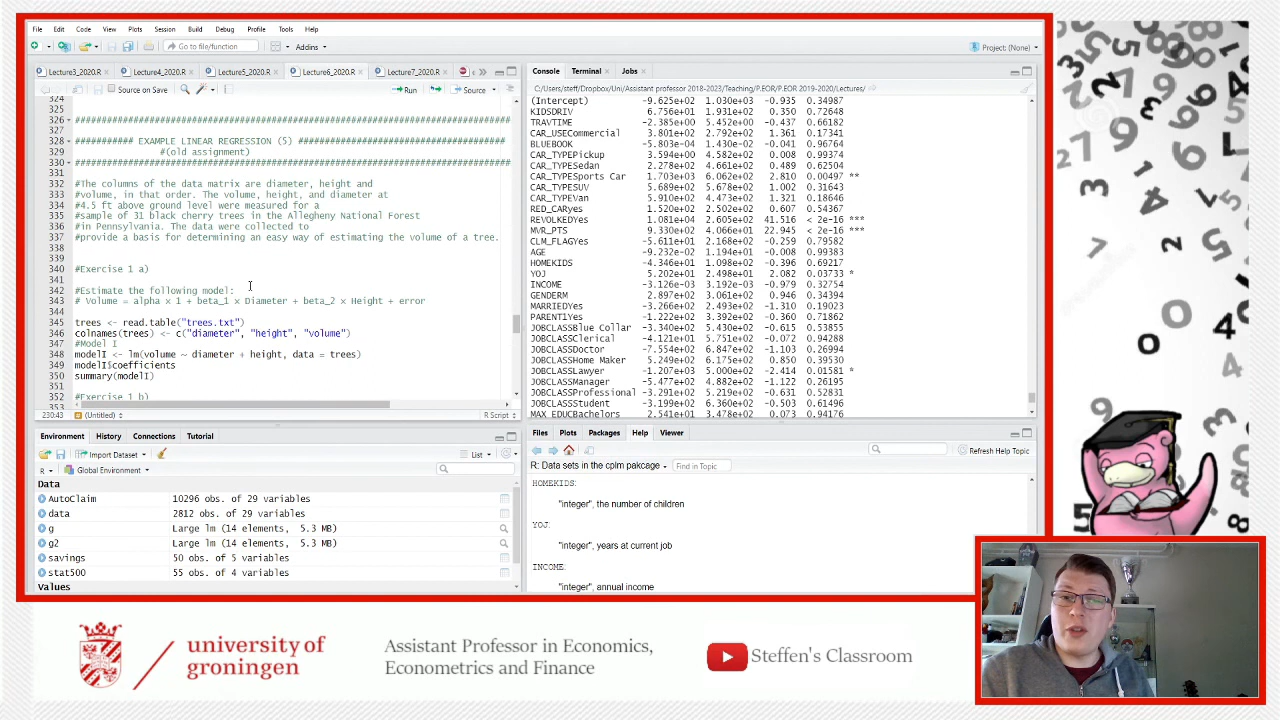 File Edit Code View Plots Session Build Debug Profile Tools Help
Go to file/function Addins Project: (None)
Lecture3_2020.R Lecture4_2020.R Lecture5_2020.R Lecture7_2020.R
Source on Save Run Source
324
326 ################################################################################
327
328 ########### EXAMPLE LINEAR REGRESSION (5) #######################################
329 #(old assignment)
330 ################################################################################
331
332 #The columns of the data matrix are diameter, height and
333 #volume, in that order. The volume, height, and diameter at
334 #4.5 ft above ground level were measured for a
335 #sample of 31 black cherry trees in the Allegheny National Forest
336 #in Pennsylvania. The data were collected to
337 #provide a basis for determining an easy way of estimating the volume of a tree.
338
339
340 #Exercise 1 a)
341
342 #Estimate the following model:
343 # Volume = alpha x 1 + beta_1 x Diameter + beta_2 x Height + error
344
345 trees <- read.table("trees.txt")
346 colnames(trees) <- c("diameter", "height", "volume")
347 #Model I
348 modelI <- lm(volume ~ diameter + height, data = trees)
349 modelI$coefficients
350 summary(modelI)
351
352 #Exercise 1 b)
353
230:43 (Untitled) R Script
Console Terminal Jobs
C:/Users/steff/Dropbox/Uni/Assistant professor 2018-2023/Teaching/P.EOR/P.EOR 2019-2020/Lectures/
(Intercept) -9.625e+02 1.030e+03 -0.935 0.34987
KIDSDRIV 6.756e+01 1.931e+02 0.350 0.72648
TRAVTIME -2.385e+00 5.452e+00 -0.437 0.66182
CAR_USECommercial 3.801e+02 2.792e+02 1.361 0.17341
BLUEBOOK -5.803e-04 1.430e-02 -0.041 0.96764
CAR_TYPEPickup 3.594e+00 4.582e+02 0.008 0.99374
CAR_TYPESedan 2.278e+02 4.661e+02 0.489 0.62504
CAR_TYPESports Car 1.703e+03 6.062e+02 2.810 0.00497 **
CAR_TYPESUV 5.689e+02 5.678e+02 1.002 0.31643
CAR_TYPEVan 5.910e+02 4.473e+02 1.321 0.18646
RED_CARyes 1.520e+02 2.502e+02 0.607 0.54367
REVOLKEDYes 1.081e+04 2.605e+02 41.516 < 2e-16 ***
MVR_PTS 9.330e+02 4.066e+01 22.945 < 2e-16 ***
CLM_FLAGYes -5.611e+01 2.168e+02 -0.259 0.79582
AGE -9.232e-02 1.194e+01 -0.008 0.99383
HOMEKIDS -4.346e+01 1.098e+02 -0.396 0.69217
YOJ 5.202e+01 2.498e+01 2.082 0.03733 *
INCOME -3.126e-03 3.192e-03 -0.979 0.32754
GENDERM 2.897e+02 3.061e+02 0.946 0.34394
MARRIEDYes -3.266e+02 2.493e+02 -1.310 0.19023
PARENT1Yes -1.222e+02 3.392e+02 -0.360 0.71862
JOBCLASSBlue Collar -3.340e+02 5.430e+02 -0.615 0.53855
JOBCLASSClerical -4.121e+01 5.751e+02 -0.072 0.94288
JOBCLASSDoctor -7.554e+02 6.847e+02 -1.103 0.26994
JOBCLASSHome Maker 5.249e+02 6.175e+02 0.850 0.39530
JOBCLASSLawyer -1.207e+03 5.000e+02 -2.414 0.01581 *
JOBCLASSManager -5.477e+02 4.882e+02 -1.122 0.26195
JOBCLASSProfessional -3.291e+02 5.219e+02 -0.631 0.52831
JOBCLASSStudent -3.199e+02 6.360e+02 -0.503 0.61496
MAX_EDUCBachelors 2.541e+01 3.478e+02 0.073 0.94176
Environment History Connections Tutorial
Import Dataset List
R Global Environment
Data
AutoClaim 10296 obs. of 29 variables
data 2812 obs. of 29 variables
g Large lm (14 elements, 5.3 MB)
g2 Large lm (14 elements, 5.3 MB)
savings 50 obs. of 5 variables
stat500 55 obs. of 4 variables
Values
Files Plots Packages Help Viewer
Refresh Help Topic
R: Data sets in the cplm pakcage Find in Topic
HOMEKIDS:
"integer", the number of children
YOJ:
"integer", years at current job
INCOME:
"integer", annual income
university of
groningen
Assistant Professor in Economics,
Econometrics and Finance
Steffen's Classroom